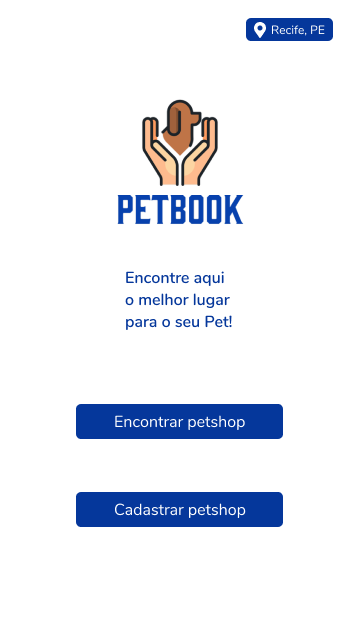 Recife, PE
PETBOOK
Encontre aqui
o melhor lugar
para o seu Pet!
Encontrar petshop
Cadastrar petshop